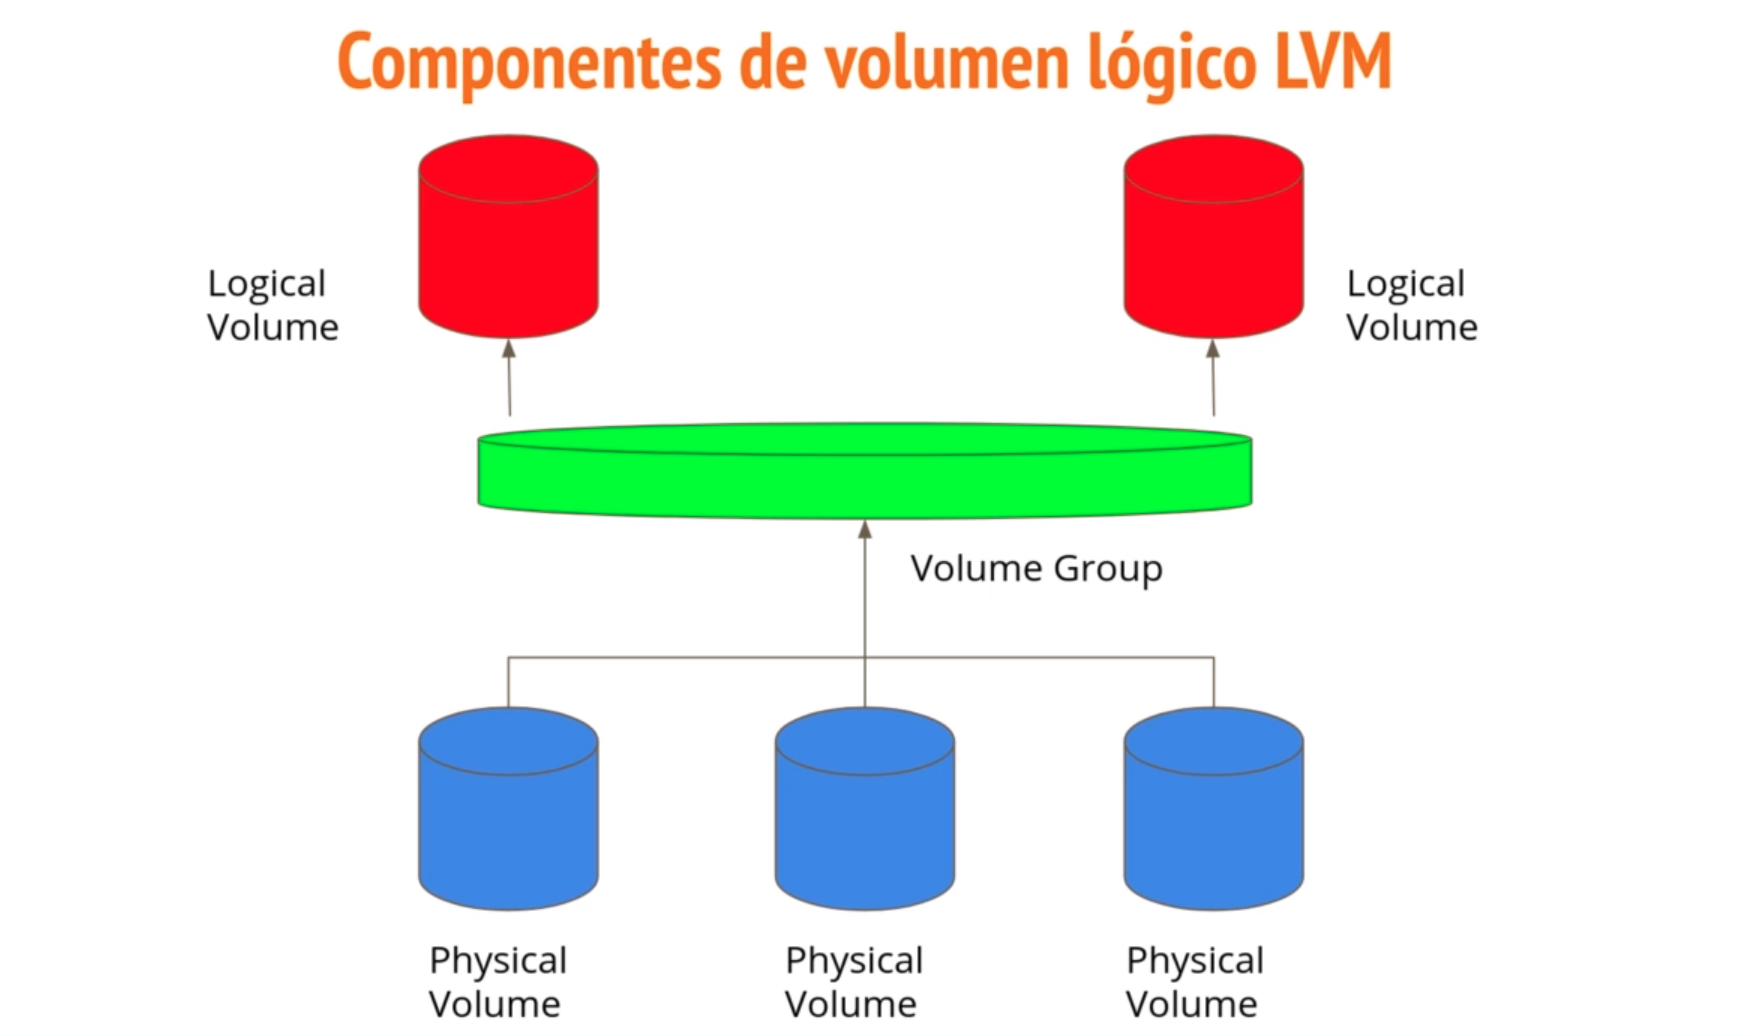 Componentes de volumen lógico LVM
Logical
Volume
Logical
Volume
Volume Group
Physical
Volume
Physical
Volume
Physical
Volume